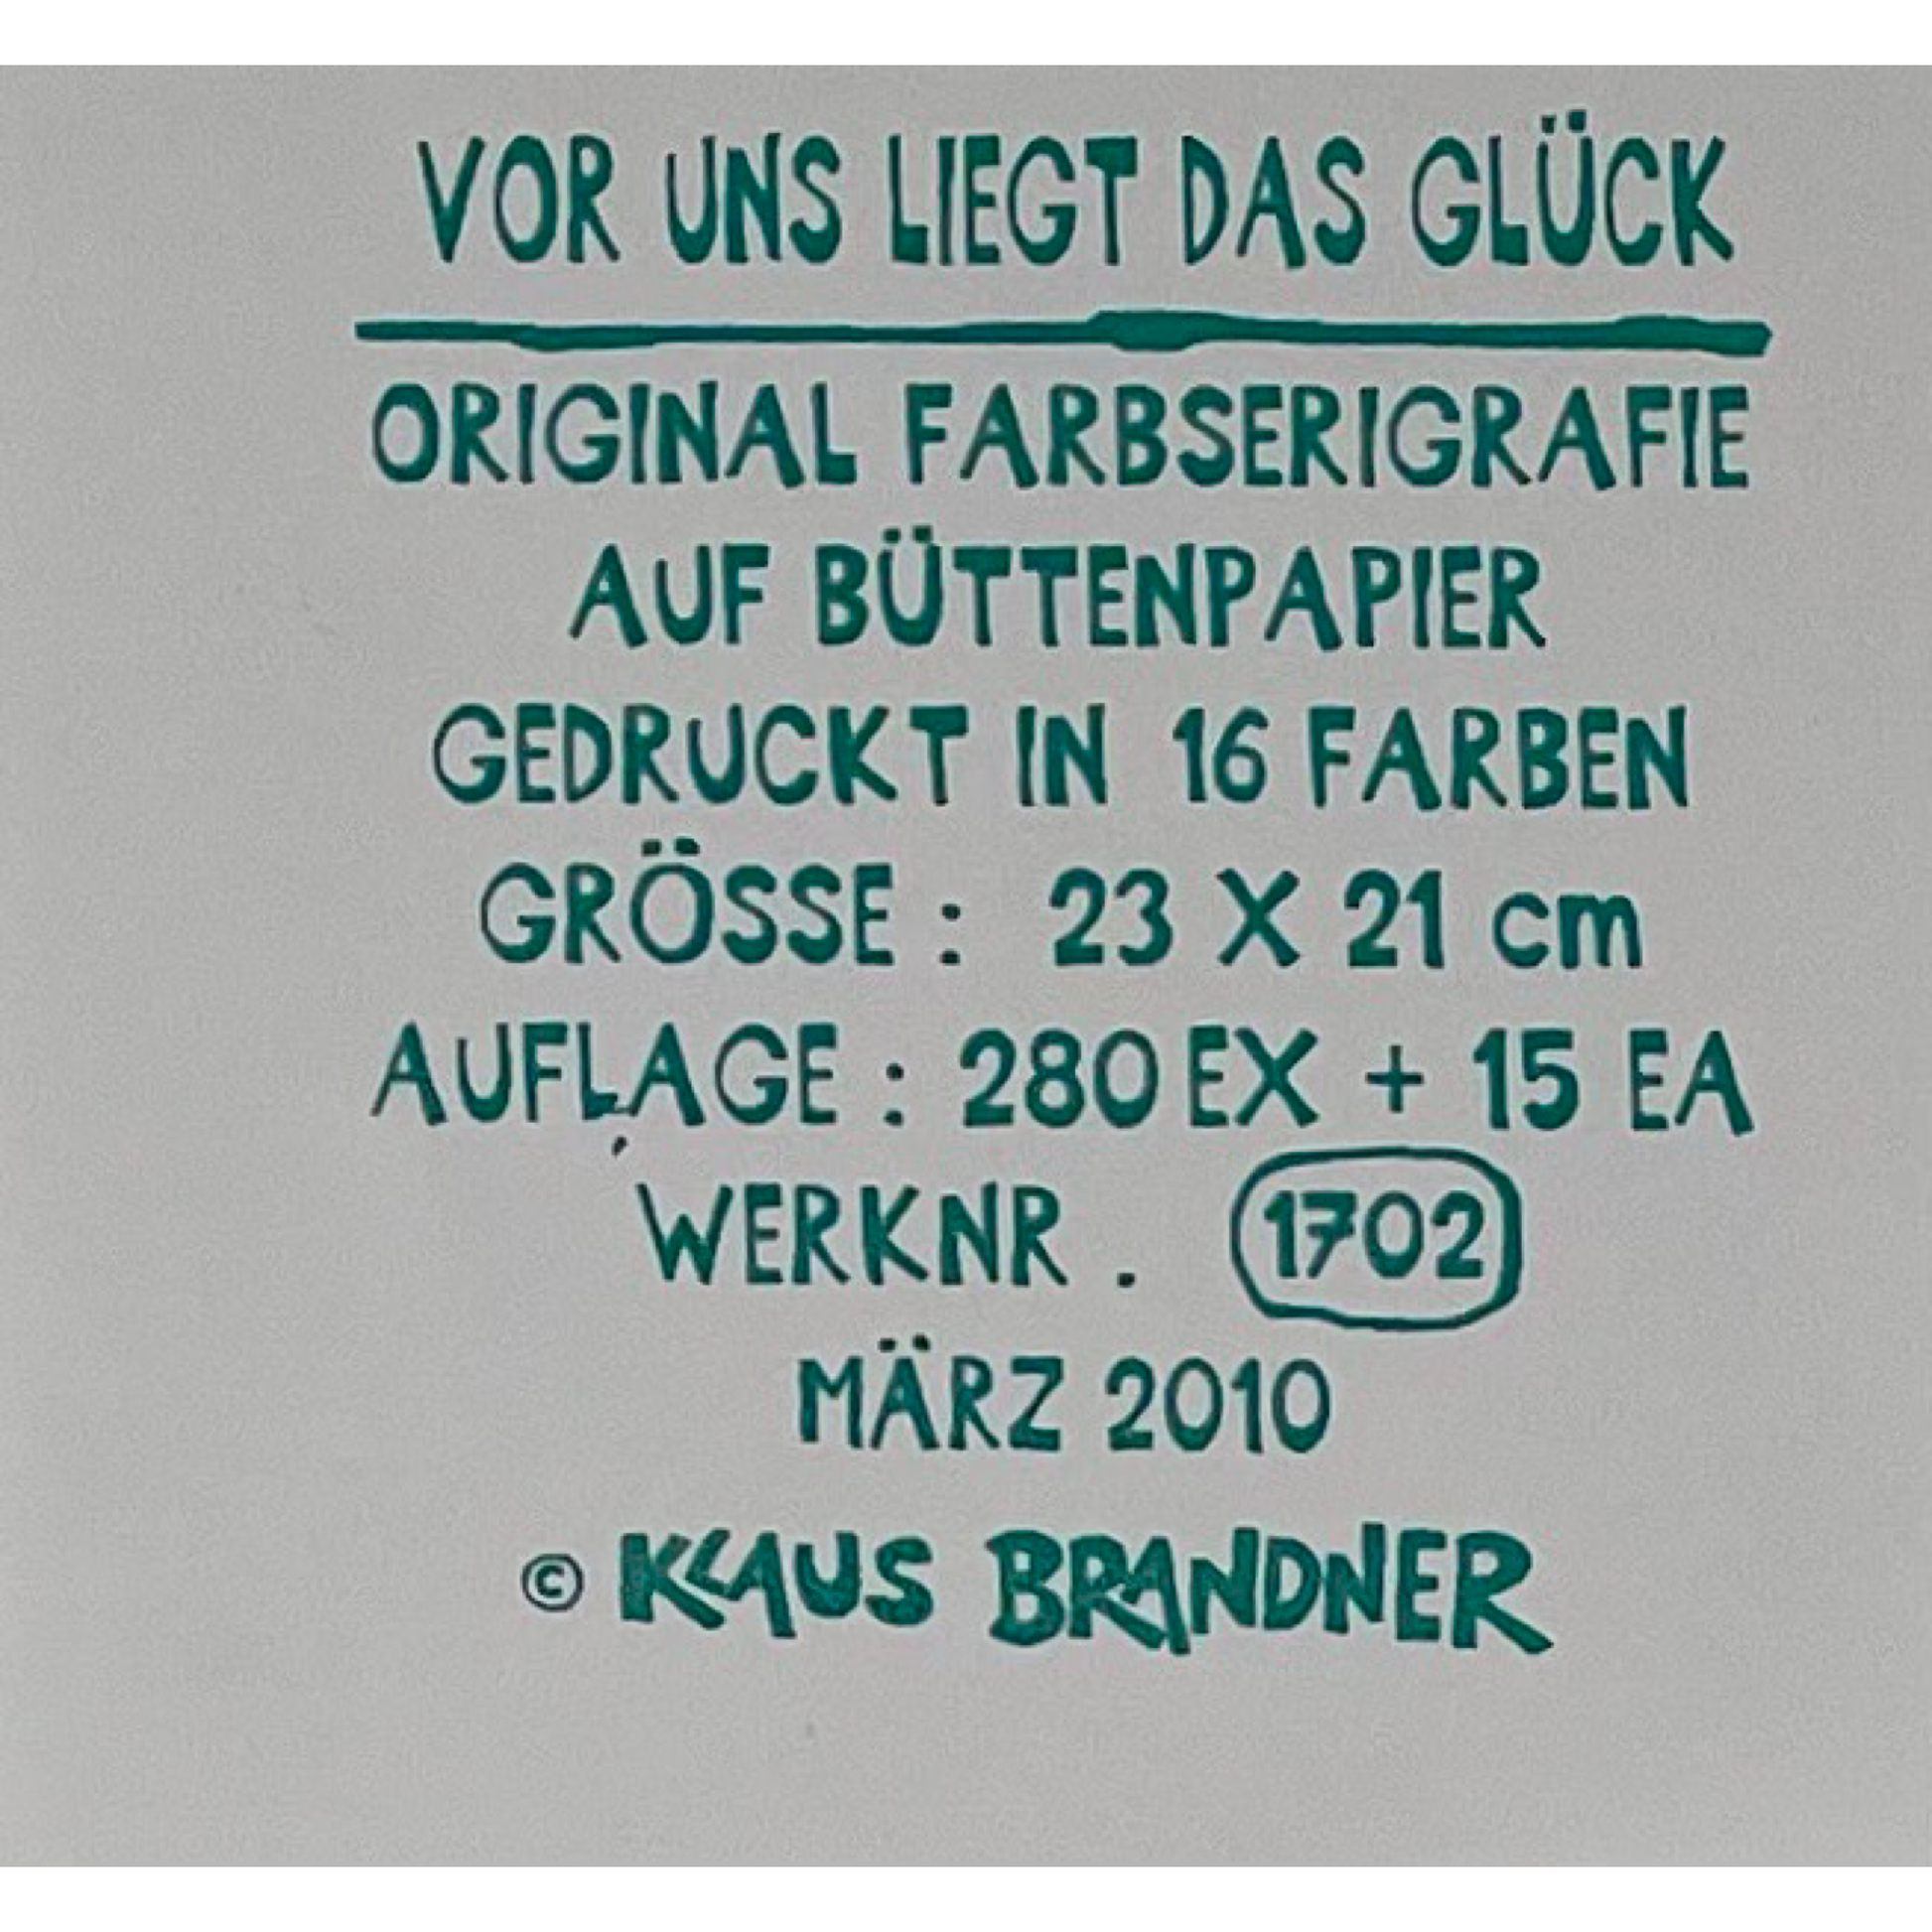 VOR UNS LIEGT DAS GLÜCK
ORIGINAL FARBSERIGRAFIE
AUF BÜTTENPAPIER
GEDRUCKT IN 16 FARBEN
GRÖSSE : 23 X 21 cm
AUFLAGE : 280 EX + 15 EA
WERKNR . 1702
MÄRZ 2010
© KLAUS BRANDNER